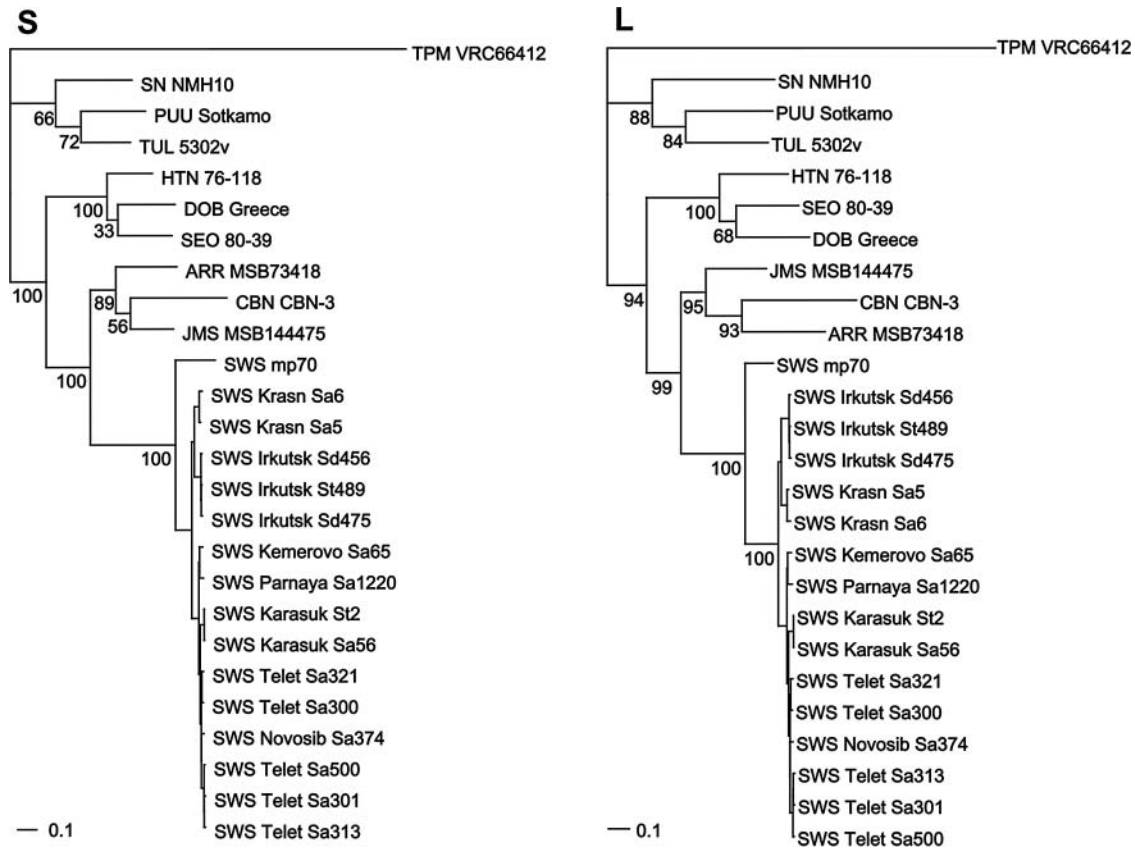 S
TPM VRC66412
SN NMH10
66
PUU Sotkamo
72
TUL 5302v
HTN 76-118
100
DOB Greece
33
SEO 80-39
ARR MSB73418
100
89
CBN CBN-3
56
JMS MSB144475
SWS mp70
100
SWS Krasn Sa6
SWS Krasn Sa5
100
SWS Irkutsk Sd456
SWS Irkutsk St489
SWS Irkutsk Sd475
SWS Kemerovo Sa65
SWS Parnaya Sa1220
SWS Karasuk St2
SWS Karasuk Sa56
SWS Telet Sa321
SWS Telet Sa300
SWS Novosib Sa374
SWS Telet Sa500
SWS Telet Sa301
SWS Telet Sa313
0.1
L
TPM VRC66412
SN NMH10
88
PUU Sotkamo
84
TUL 5302v
HTN 76-118
100
SEO 80-39
68
DOB Greece
JMS MSB144475
94
95
CBN CBN-3
93
ARR MSB73418
SWS mp70
99
SWS Irkutsk Sd456
SWS Irkutsk St489
100
SWS Irkutsk Sd475
SWS Krasn Sa5
SWS Krasn Sa6
100
SWS Kemerovo Sa65
SWS Parnaya Sa1220
SWS Karasuk St2
SWS Karasuk Sa56
SWS Telet Sa321
SWS Telet Sa300
SWS Novosib Sa374
SWS Telet Sa313
SWS Telet Sa301
SWS Telet Sa500
0.1